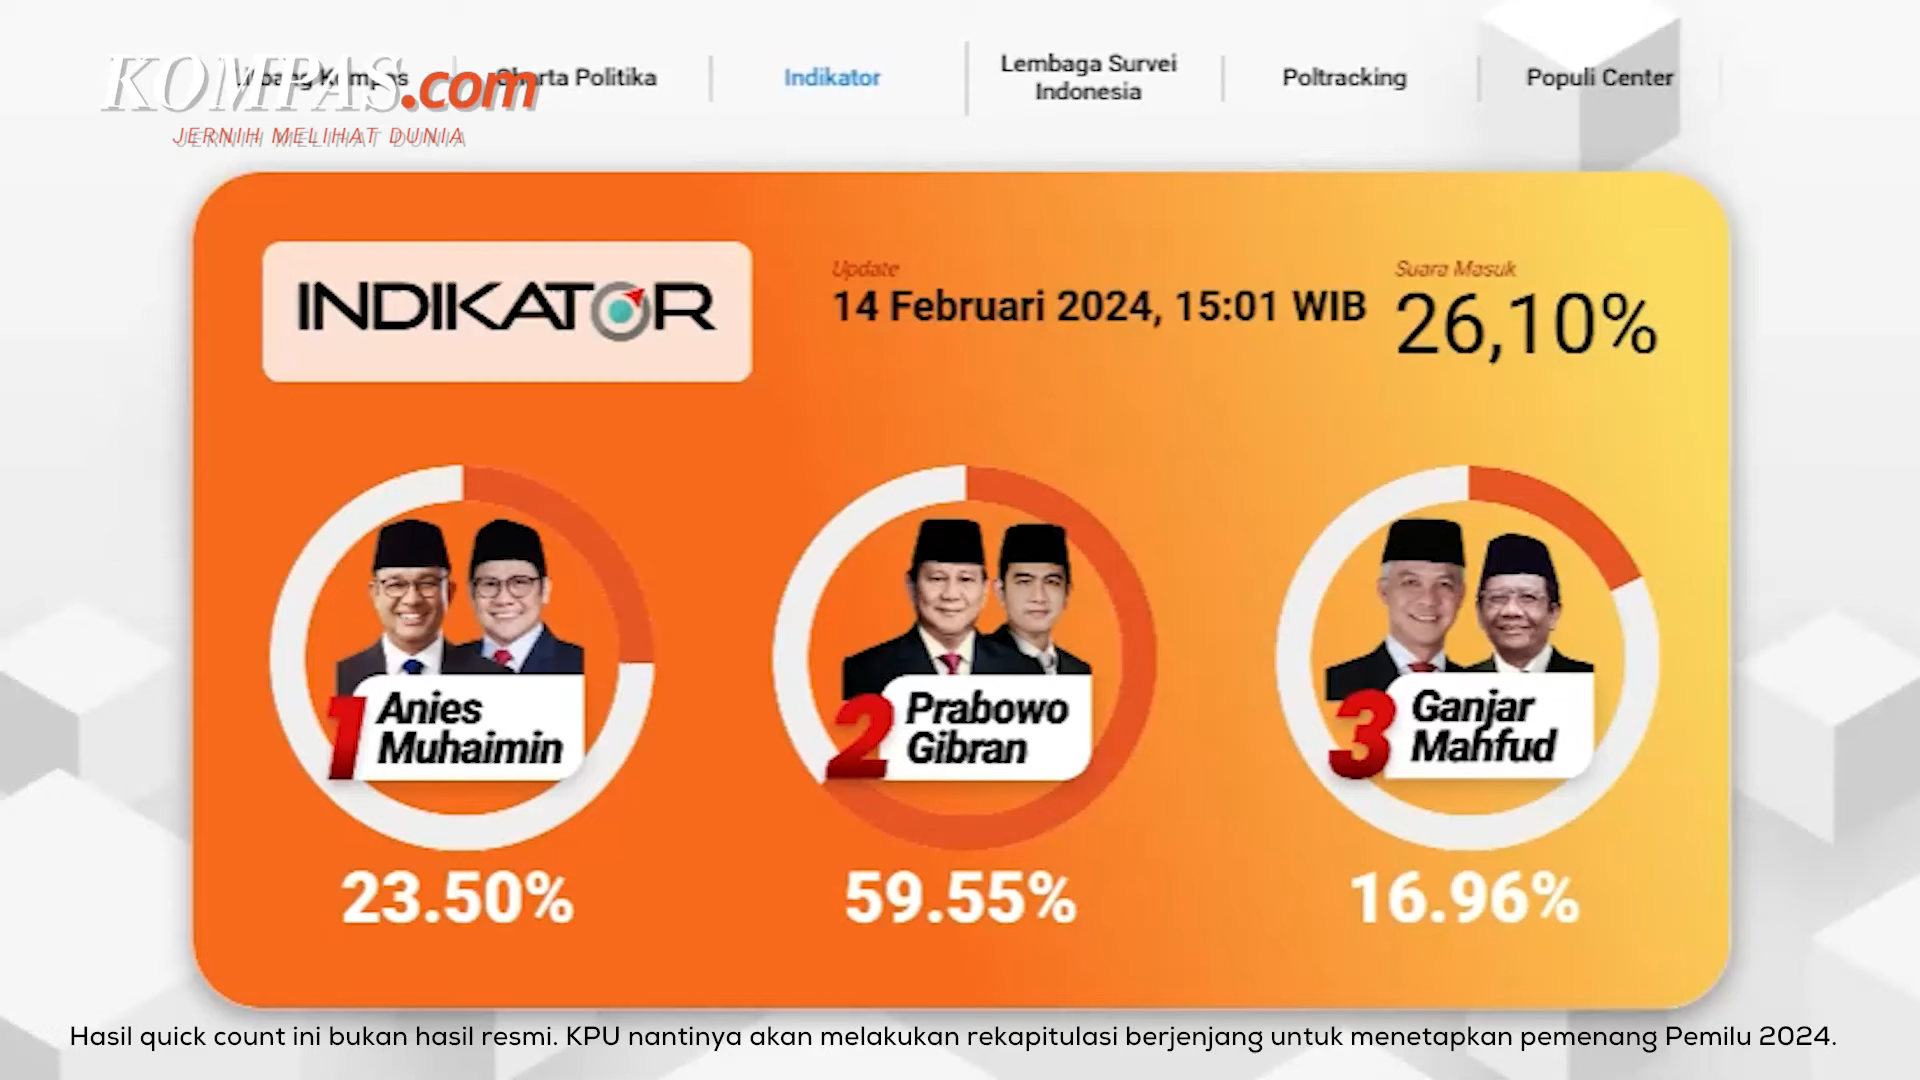 KOMPAS.com
JERNIH MELIHAT DUNIA
Litbang Kompas
Charta Politika
Indikator
Lembaga Survei
Indonesia
Poltracking
Populi Center
INDIKATOR
Update
14 Februari 2024, 15:01 WIB
Suara Masuk
26,10%
1 Anies
Muhaimin
23.50%
2 Prabowo
Gibran
59.55%
3 Ganjar
Mahfud
16.96%
Hasil quick count ini bukan hasil resmi. KPU nantinya akan melakukan rekapitulasi berjenjang untuk menetapkan pemenang Pemilu 2024.